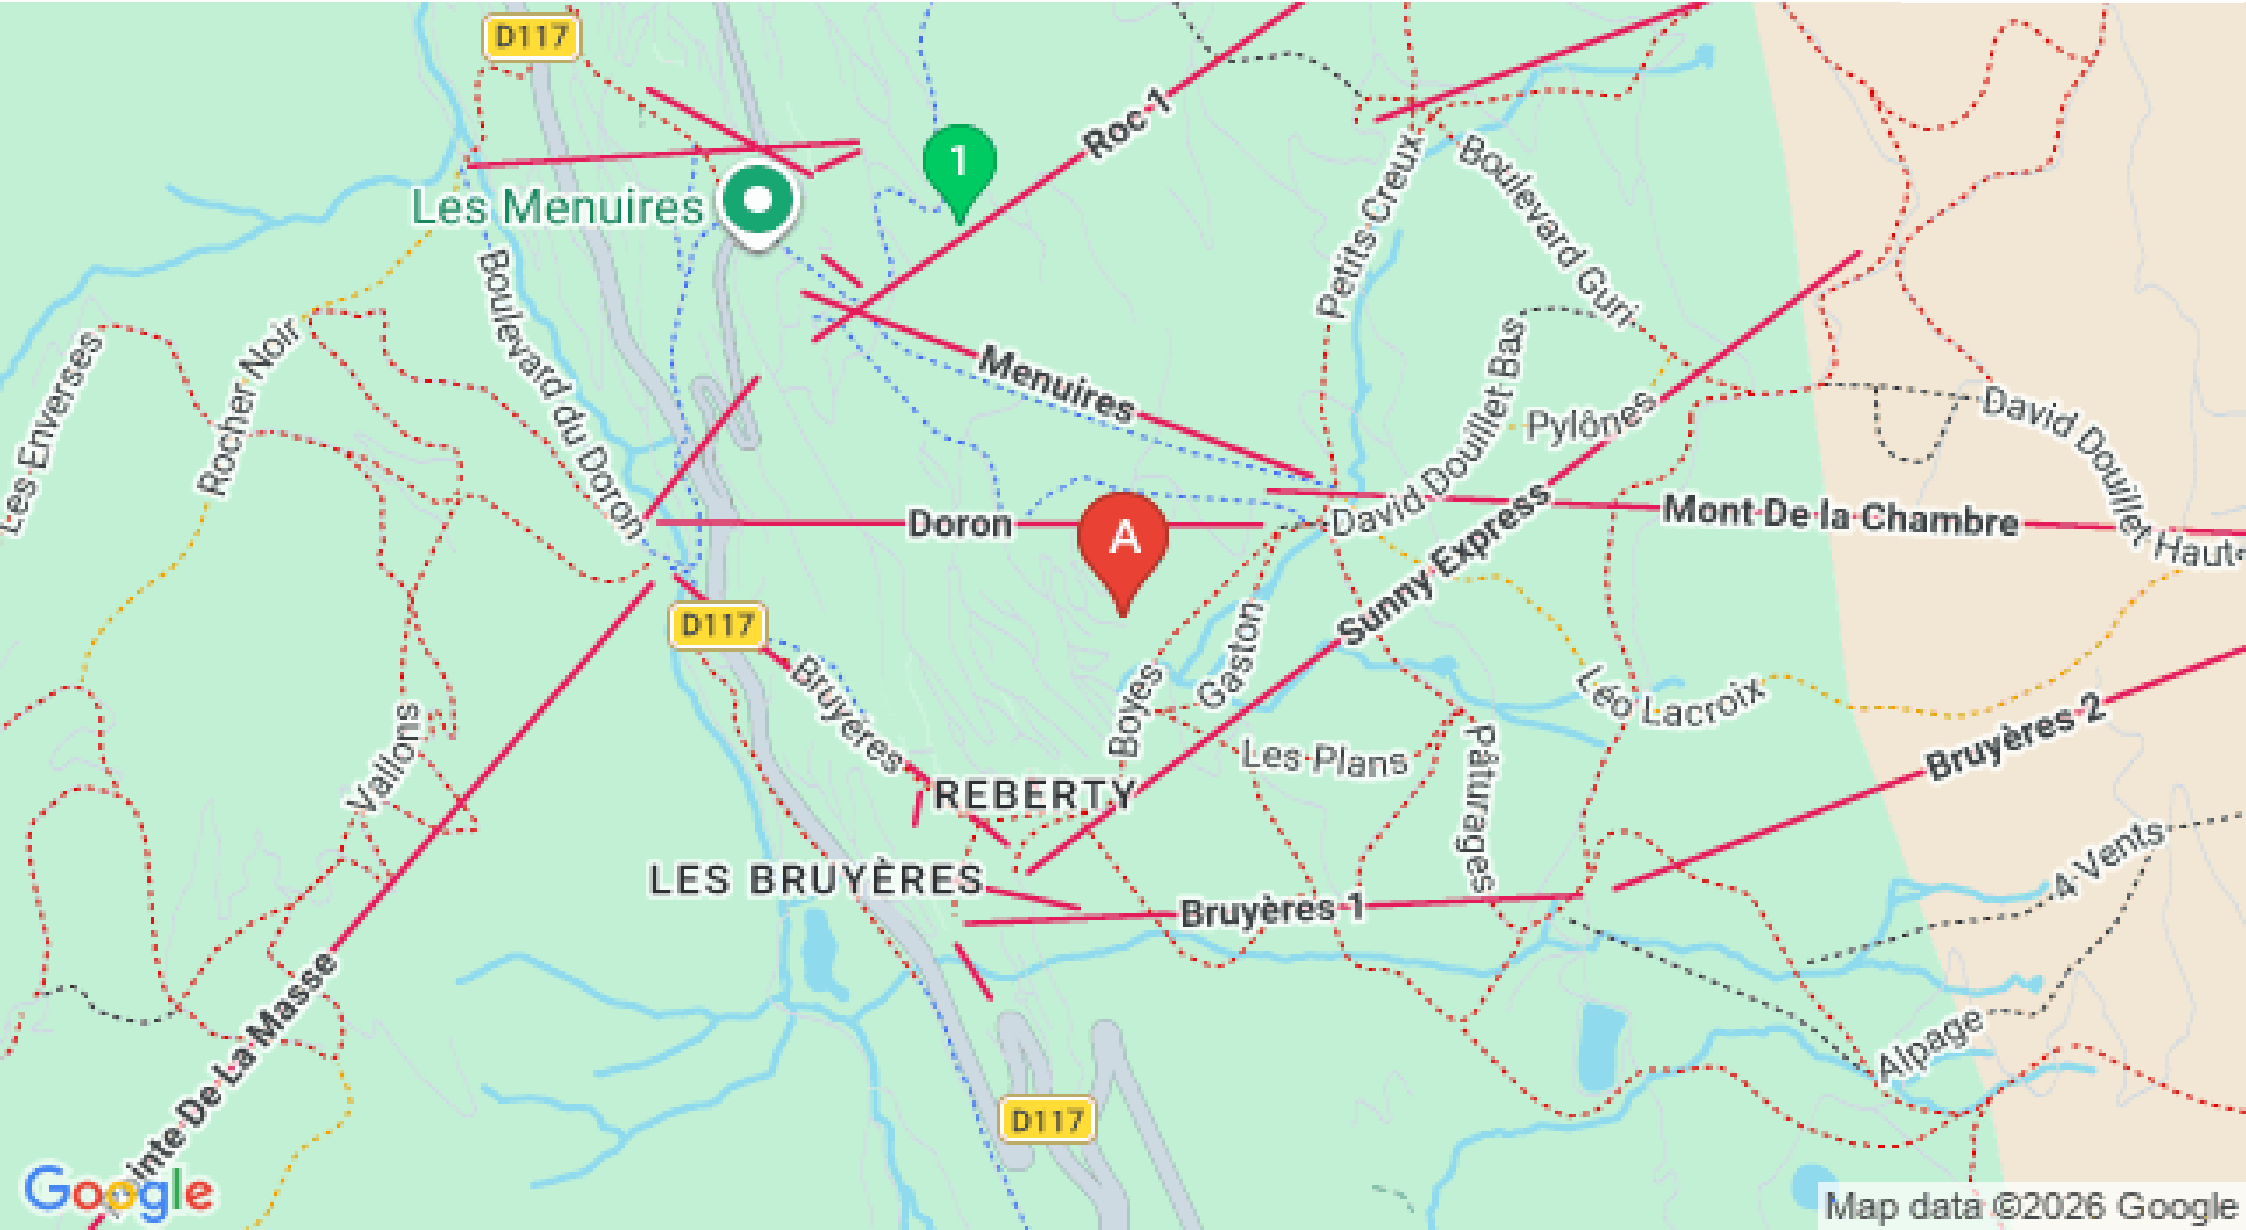 D117
Roc 1
1
Les Menuires
Petits Creux
Boulevard Guri
Boulevard du Doron
Les Enverses
Rocher Noir
Menuires
David Douillet Bas
Pylônes
David Douillet Haut
Doron
A
Mont De la Chambre
Sunny Express
D117
Bruyères
Gaston
Boyes
Léo Lacroix
Les Plans
Pâturages
Bruyères 2
Vallons
REBERTY
LES BRUYÈRES
Bruyères 1
4 Vents
Alpage
inte De La Masse
D117
Google
Map data ©2026 Google